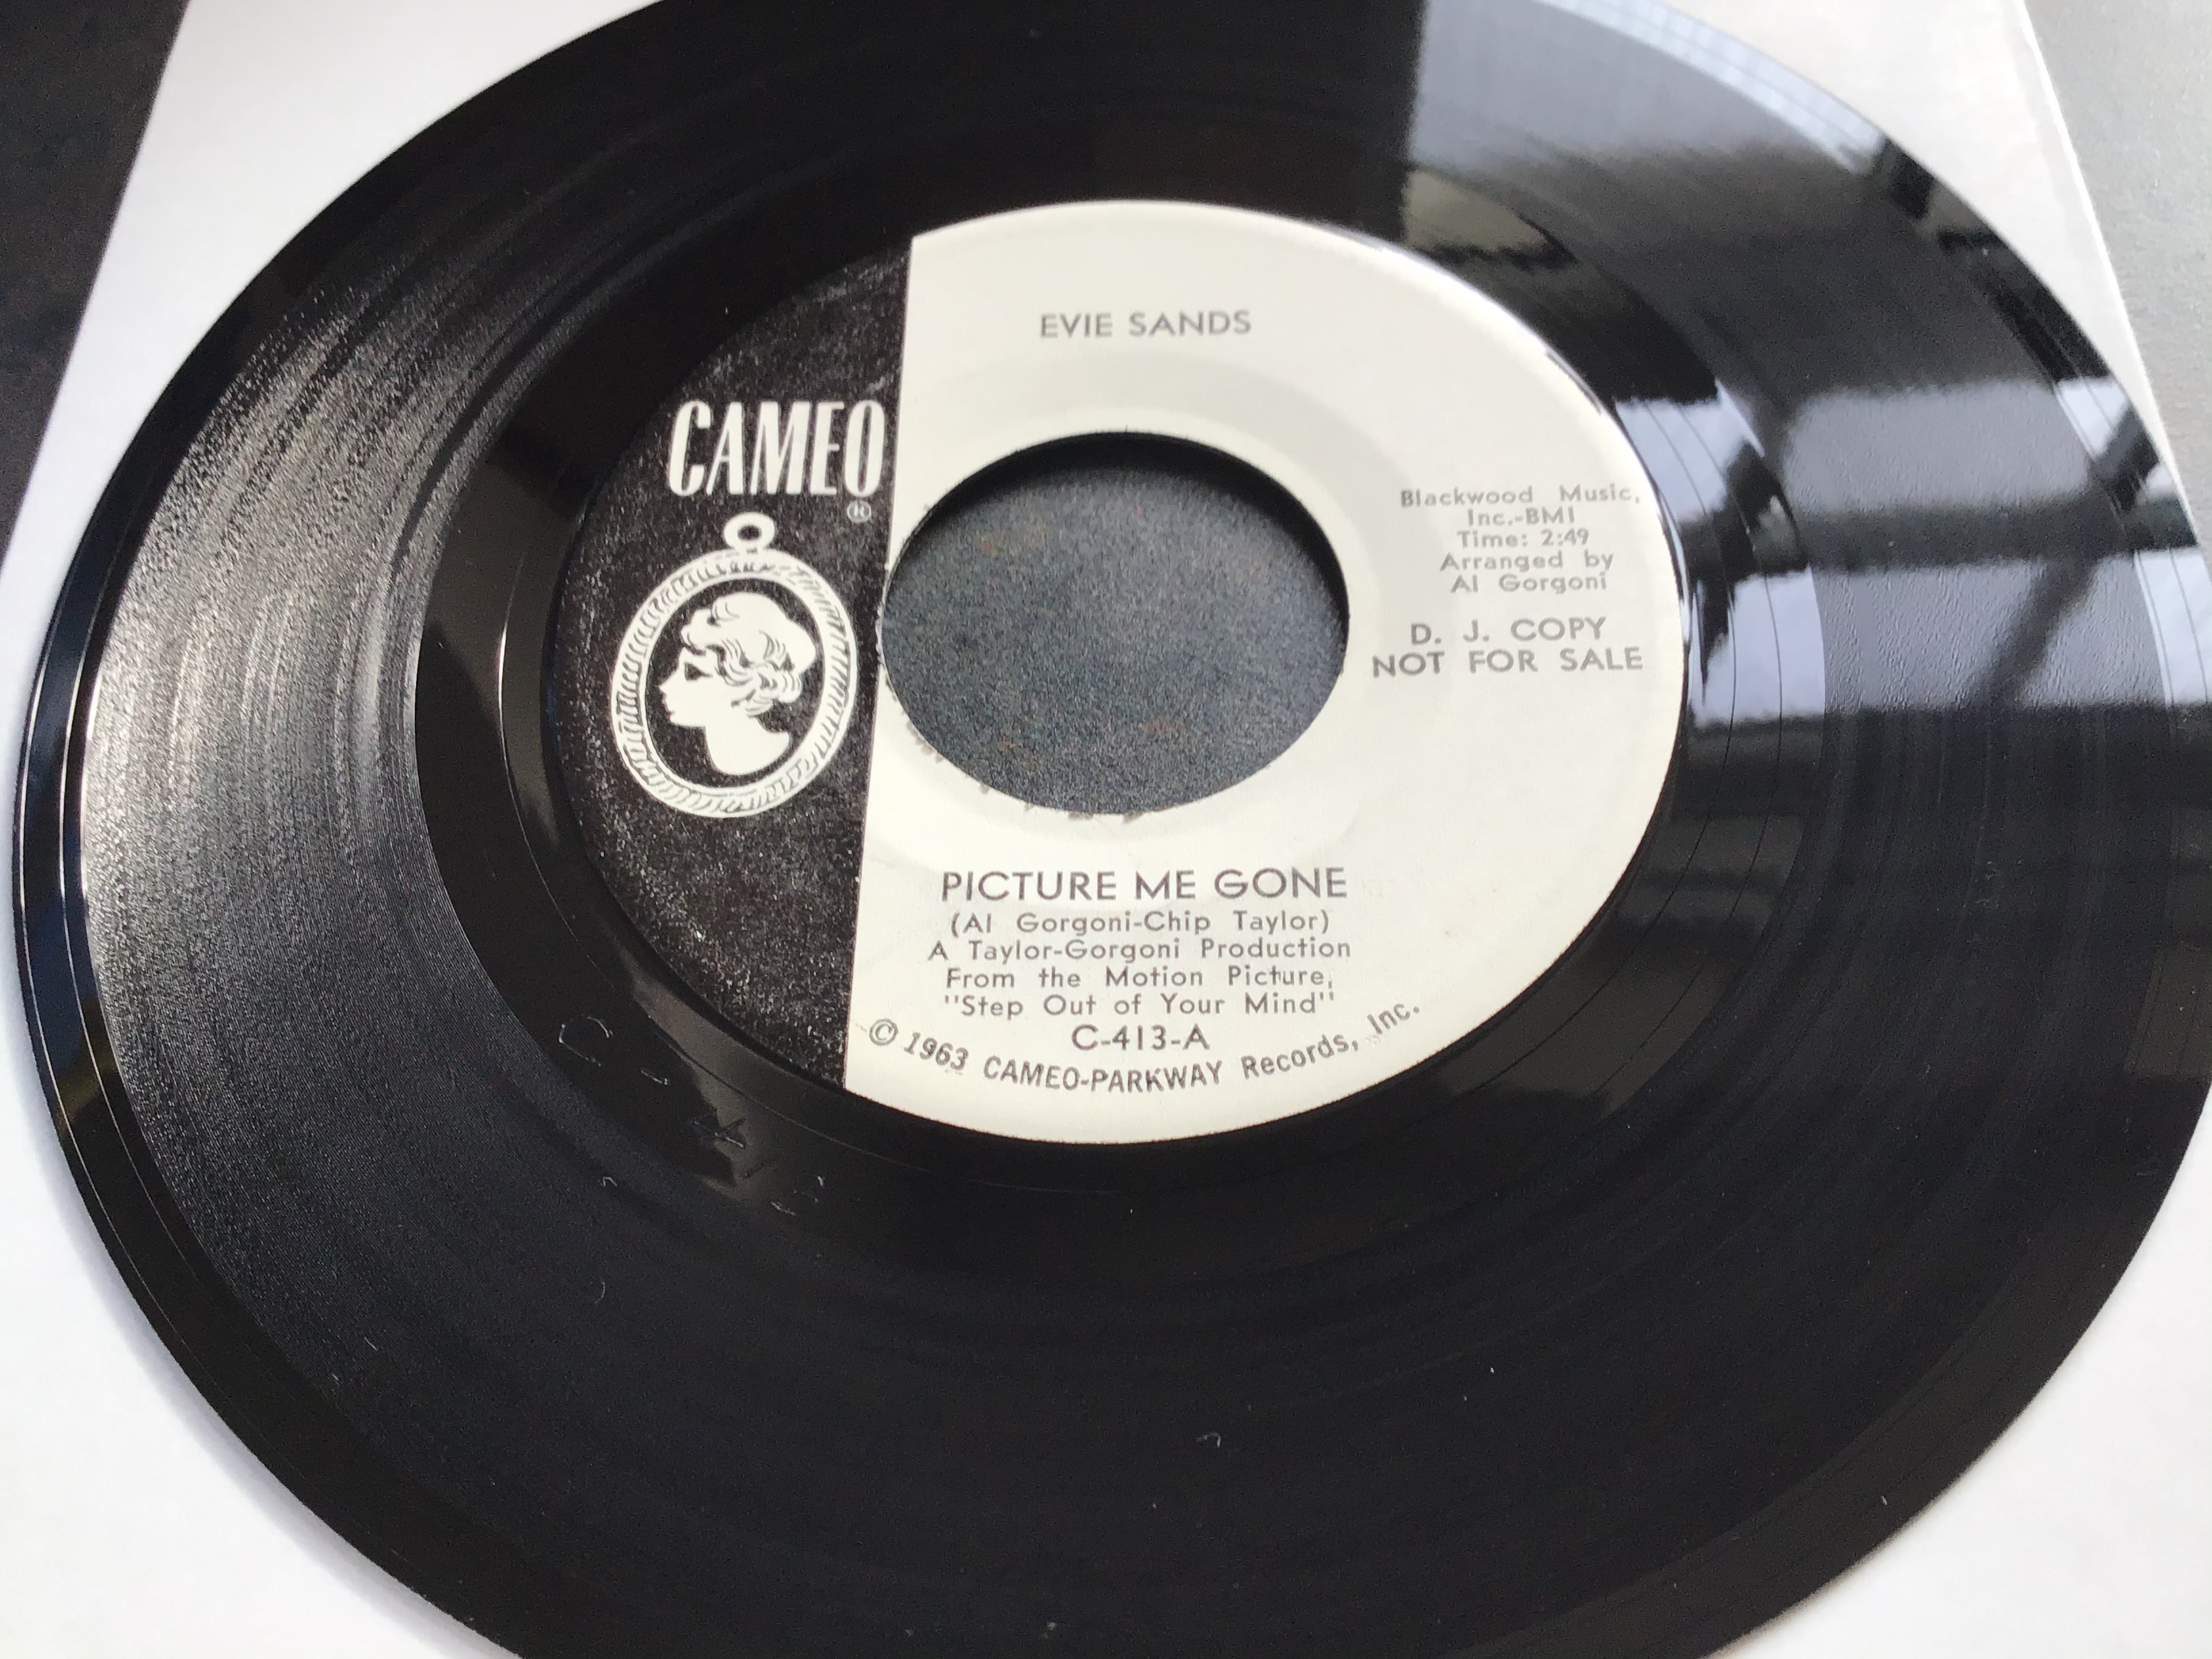 EVIE SANDS
CAMEO
®
Blackwood Music,
Inc.-BMI
Time: 2:49
Arranged by
Al Gorgoni
D. J. COPY
NOT FOR SALE
PICTURE ME GONE
(Al Gorgoni-Chip Taylor)
A Taylor-Gorgoni Production
From the Motion Picture,
"Step Out of Your Mind"
C-413-A
© 1963 CAMEO-PARKWAY Records, Inc.